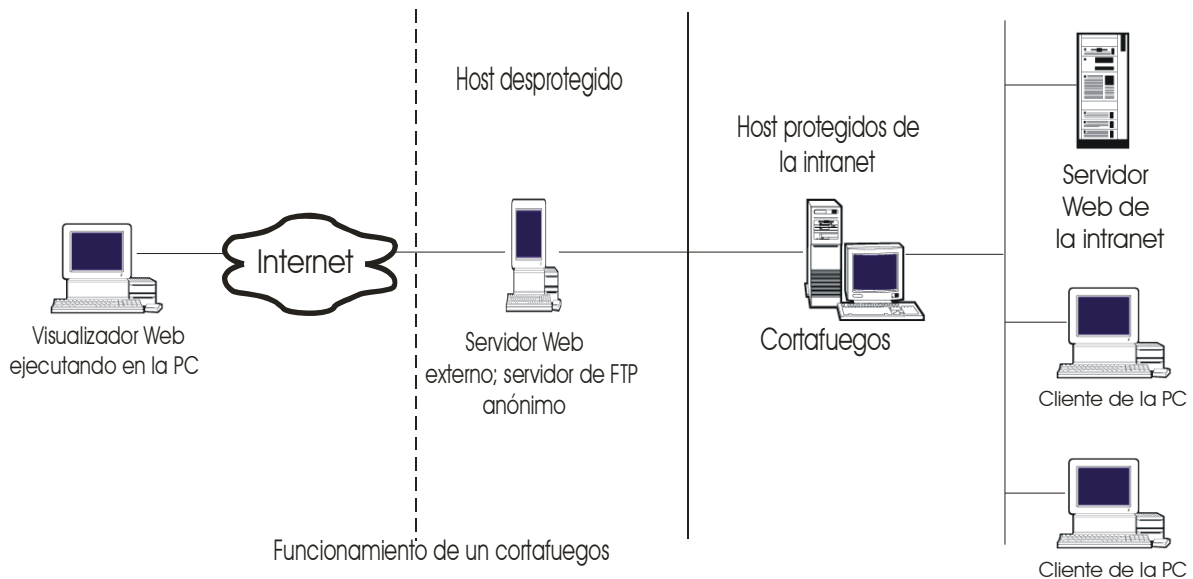 Host desprotegido
Host protegidos de
la intranet
Servidor
Web de
la intranet
Internet
Visualizador Web
ejecutando en la PC
Servidor Web
externo; servidor de FTP
anónimo
Cortafuegos
Cliente de la PC
Cliente de la PC
Funcionamiento de un cortafuegos